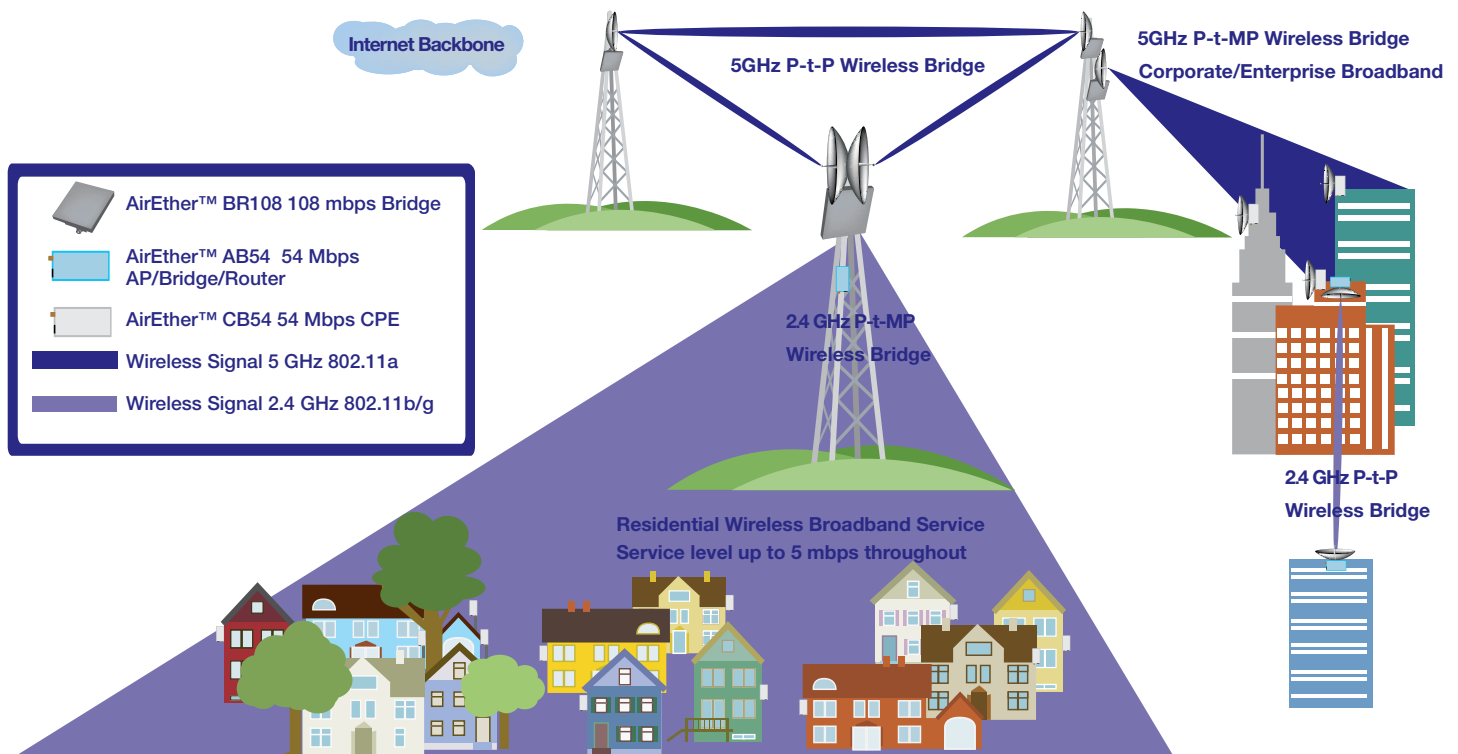 Internet Backbone
5GHz P-t-P Wireless Bridge
5GHz P-t-MP Wireless Bridge
Corporate/Enterprise Broadband
AirEther™ BR108 108 mbps Bridge
AirEther™ AB54 54 Mbps
AP/Bridge/Router
AirEther™ CB54 54 Mbps CPE
Wireless Signal 5 GHz 802.11a
Wireless Signal 2.4 GHz 802.11b/g
2.4 GHz P-t-MP
Wireless Bridge
2.4 GHz P-t-P
Wireless Bridge
Residential Wireless Broadband Service
Service level up to 5 mbps throughout